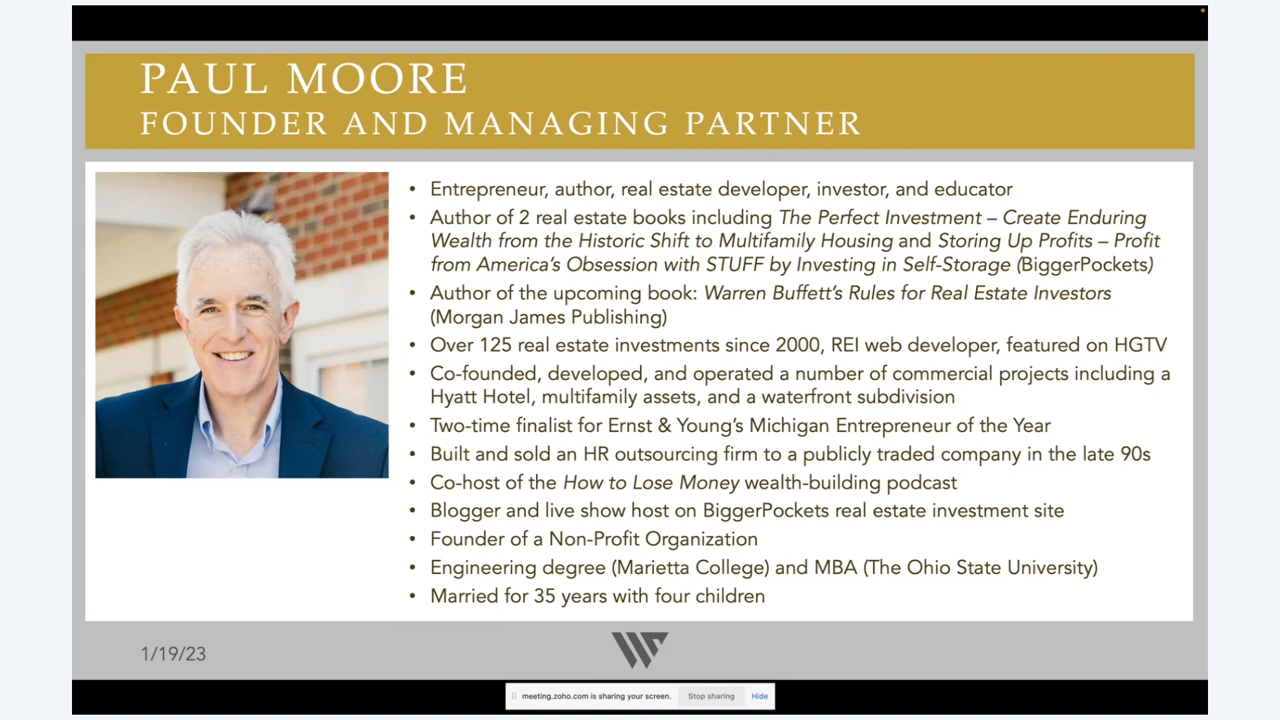 PAUL MOORE
FOUNDER AND MANAGING PARTNER
• Entrepreneur, author, real estate developer, investor, and educator
• Author of 2 real estate books including The Perfect Investment – Create Enduring
Wealth from the Historic Shift to Multifamily Housing and Storing Up Profits – Profit
from America's Obsession with STUFF by Investing in Self-Storage (BiggerPockets)
• Author of the upcoming book: Warren Buffett's Rules for Real Estate Investors
(Morgan James Publishing)
• Over 125 real estate investments since 2000, REI web developer, featured on HGTV
• Co-founded, developed, and operated a number of commercial projects including a
Hyatt Hotel, multifamily assets, and a waterfront subdivision
• Two-time finalist for Ernst & Young's Michigan Entrepreneur of the Year
• Built and sold an HR outsourcing firm to a publicly traded company in the late 90s
• Co-host of the How to Lose Money wealth-building podcast
• Blogger and live show host on BiggerPockets real estate investment site
• Founder of a Non-Profit Organization
• Engineering degree (Marietta College) and MBA (The Ohio State University)
• Married for 35 years with four children
1/19/23
meeting.zoho.com is sharing your screen. Stop sharing Hide